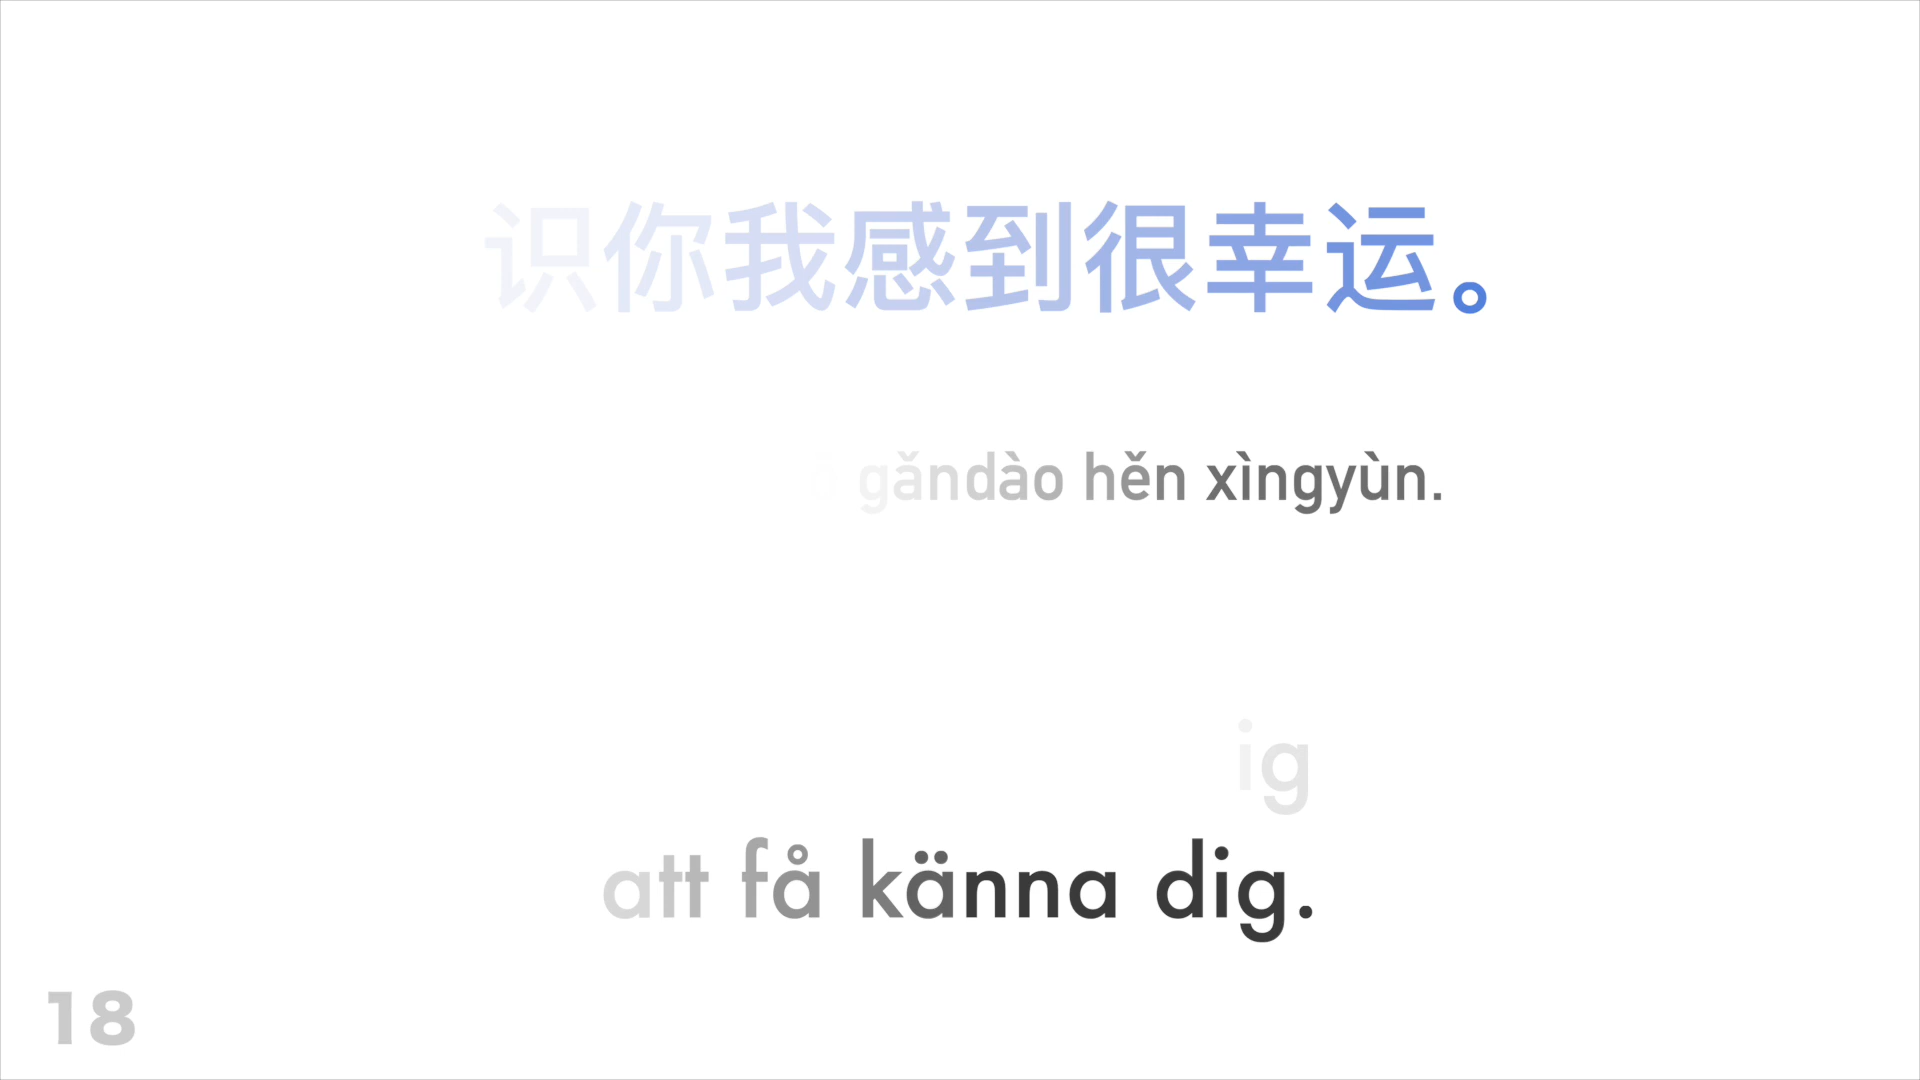 识你我感到很幸运。
gǎndào hěn xìngyùn.
ig
att få känna dig.
18